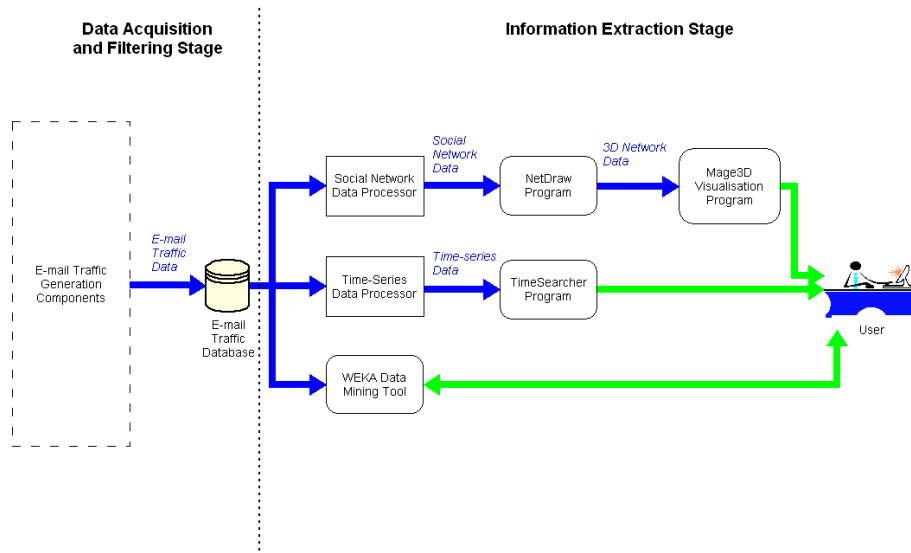 Data Acquisition
and Filtering Stage
Information Extraction Stage
Social
Network
Data
3D Network
Data
Social Network
Data Processor
NetDraw
Program
Mage3D
Visualisation
Program
E-mail
Traffic
Data
E-mail Traffic
Generation
Components
Time-series
Data
Time-Series
Data Processor
TimeSearcher
Program
E-mail
Traffic
Database
User
WEKA Data
Mining Tool